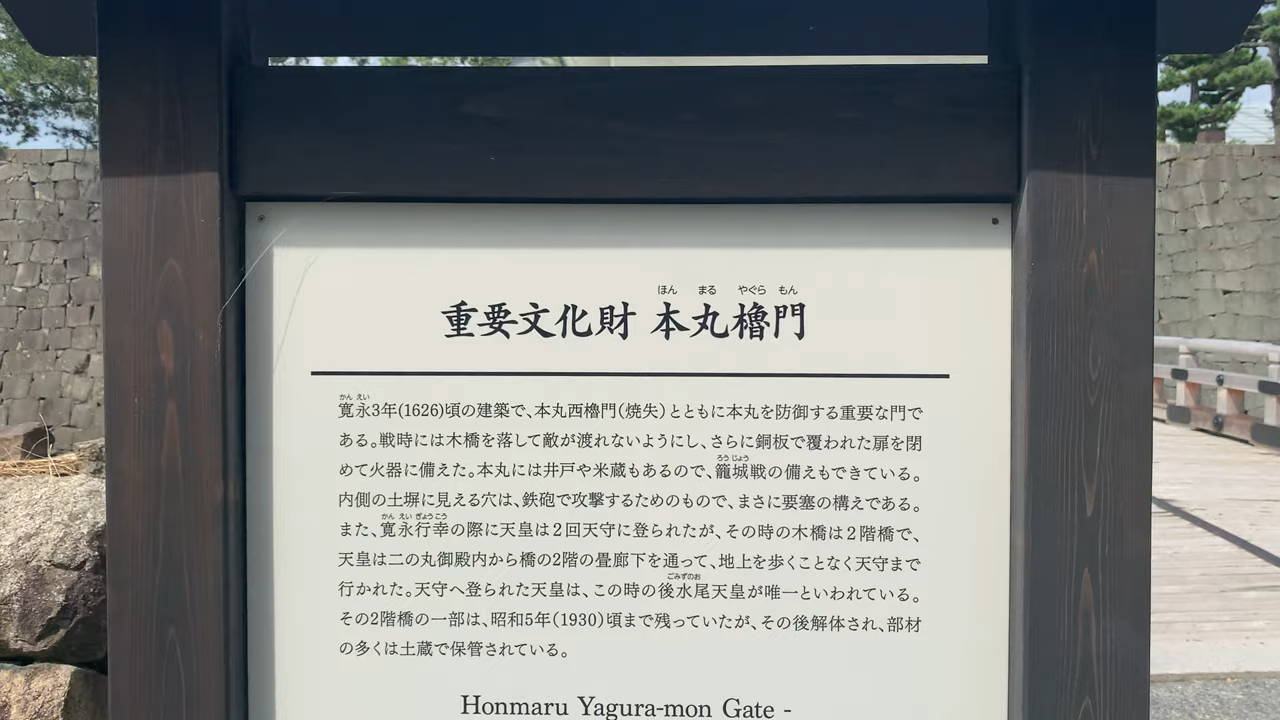 ほん まる やぐら もん
重要文化財 本丸櫓門
かん えい
寛永3年(1626)頃の建築で、本丸西櫓門(焼失)とともに本丸を防御する重要な門で
ある。戦時には木橋を落して敵が渡れないようにし、さらに銅板で覆われた扉を閉
ろう じょう
めて火器に備えた。本丸には井戸や米蔵もあるので、籠城戦の備えもできている。
内側の土塀に見える穴は、鉄砲で攻撃するためのもので、まさに要塞の構えである。
かん えい ぎょう こう
また、寛永行幸の際に天皇は2回天守に登られたが、その時の木橋は2階橋で、
天皇は二の丸御殿内から橋の2階の畳廊下を通って、地上を歩くことなく天守まで
ごみずのお
行かれた。天守へ登られた天皇は、この時の後水尾天皇が唯一といわれている。
その2階橋の一部は、昭和5年(1930)頃まで残っていたが、その後解体され、部材
の多くは土蔵で保管されている。
Honmaru Yagura-mon Gate -